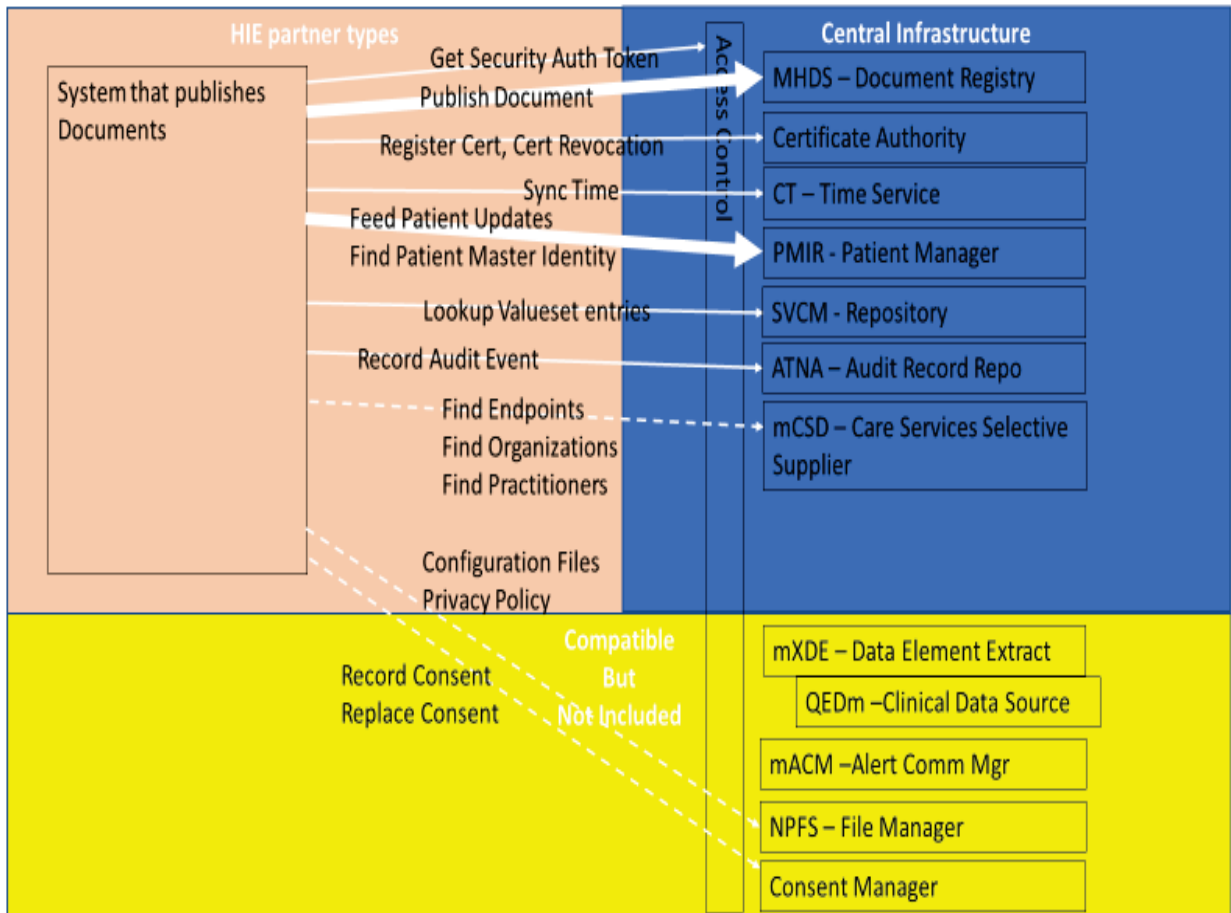 HIE partner types
Central Infrastructure
System that publishes
Documents
Get Security Auth Token
Publish Document
Register Cert, Cert Revocation
Sync Time
Feed Patient Updates
Find Patient Master Identity
Lookup Valueset entries
Record Audit Event
Find Endpoints
Find Organizations
Find Practitioners
Configuration Files
Privacy Policy
Record Consent
Replace Consent
Compatible
But
Not Included
Access Control
MHDS – Document Registry
Certificate Authority
CT – Time Service
PMIR - Patient Manager
SVCM - Repository
ATNA – Audit Record Repo
mCSD – Care Services Selective
Supplier
mXDE – Data Element Extract
QEDm –Clinical Data Source
mACM –Alert Comm Mgr
NPFS – File Manager
Consent Manager